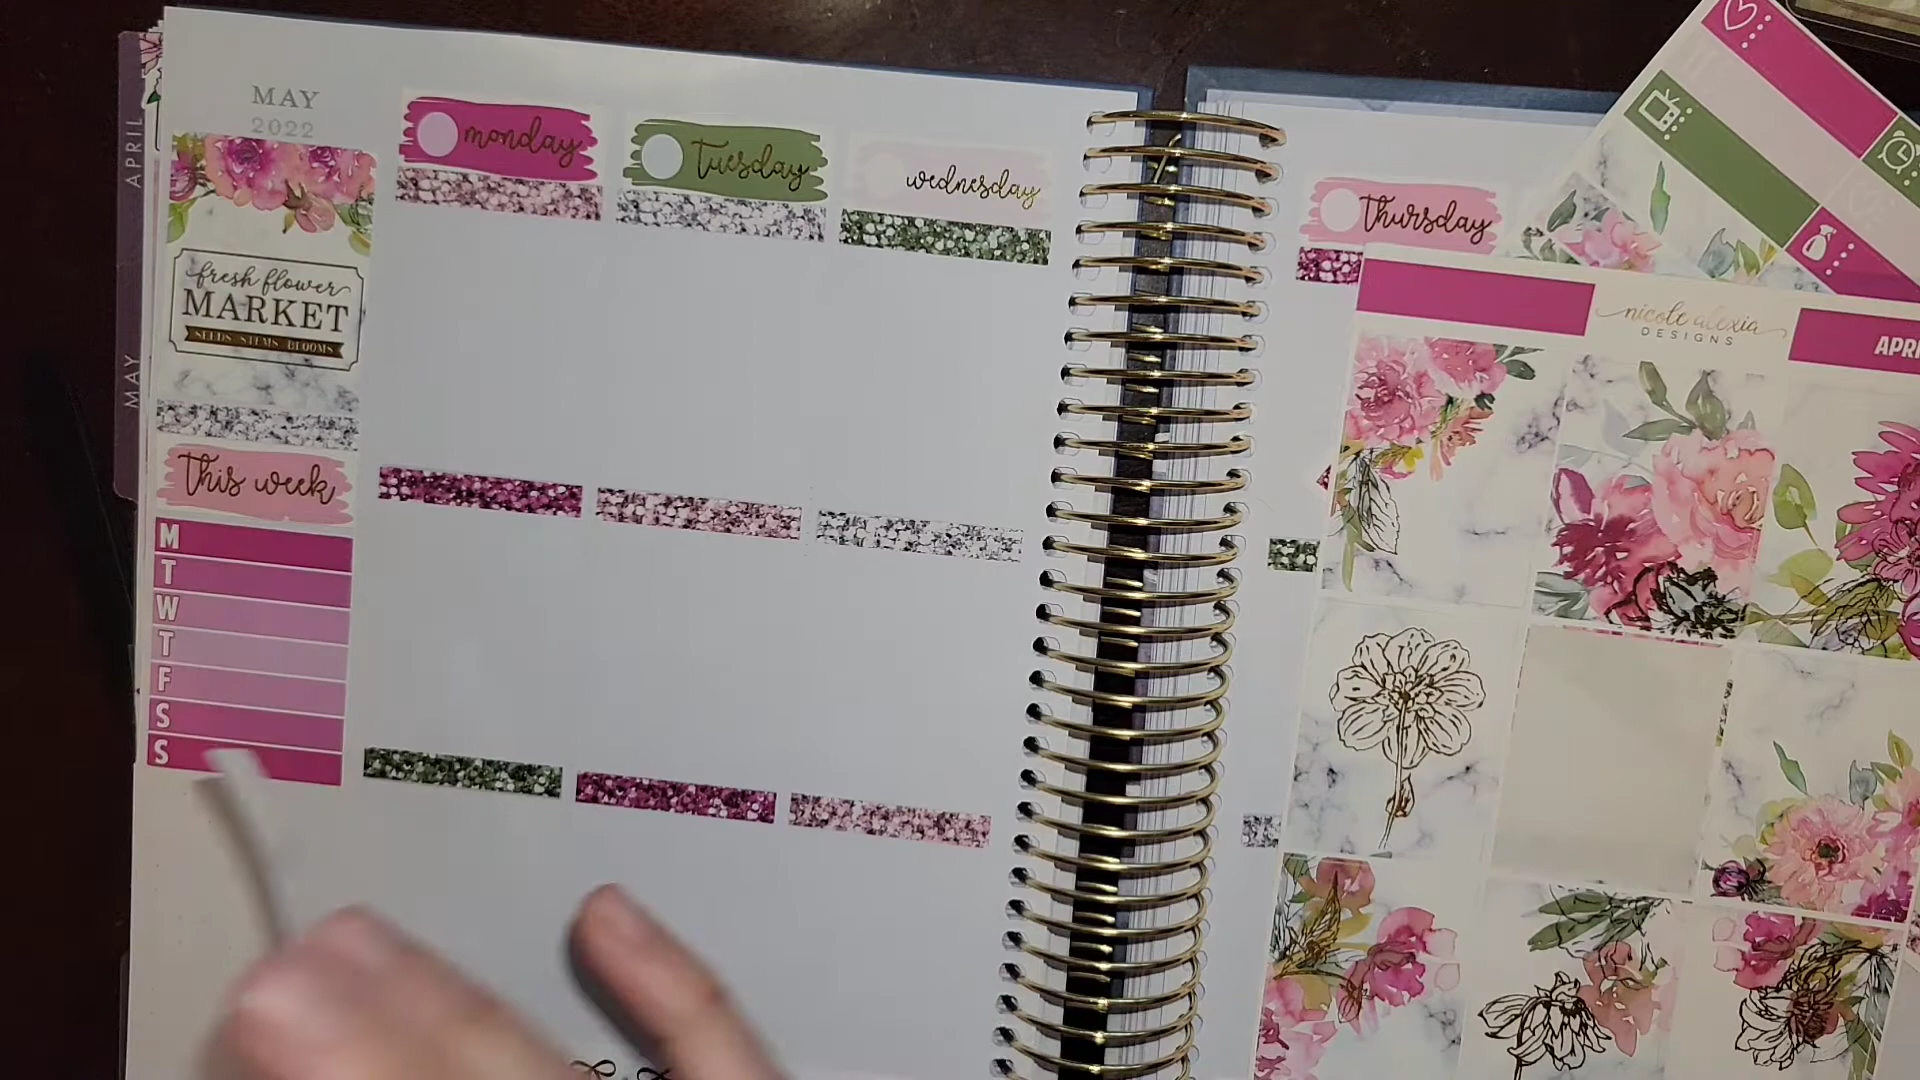 MAY
2022
APRIL
MAY
monday
Tuesday
wednesday
Thursday
fresh flower
MARKET
SEEDS · STEMS · BLOOMS
This week
M
T
W
T
F
S
S
nicole alexia
DESIGNS